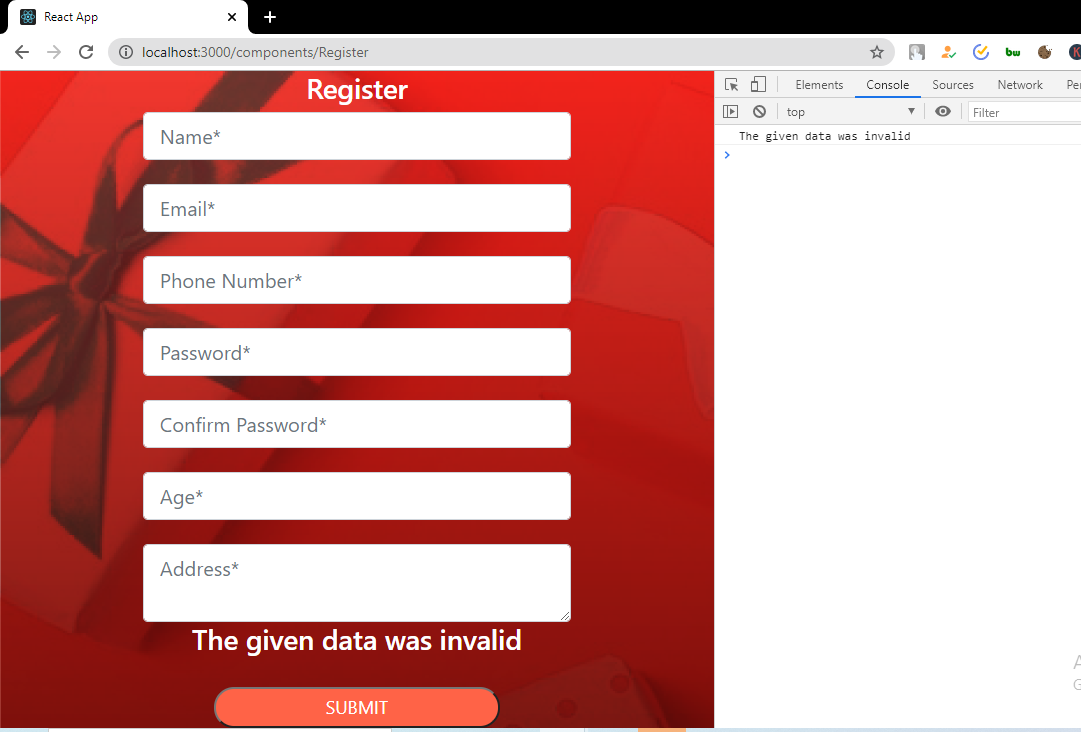 React App
localhost:3000/components/Register
bw
K
Register
Name*
Email*
Phone Number*
Password*
Confirm Password*
Age*
Address*
The given data was invalid
SUBMIT
Elements Console Sources Network Pe
top Filter
The given data was invalid